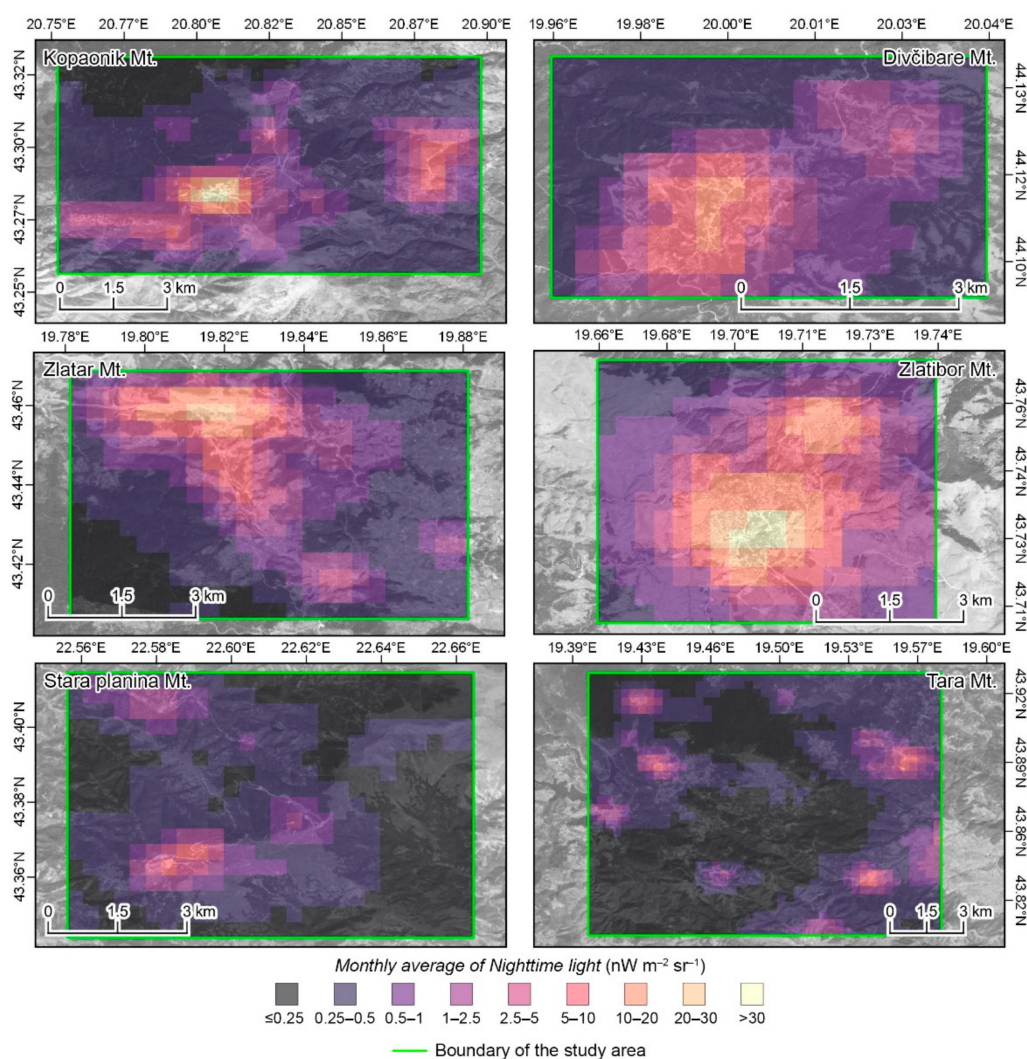 20.75°E 20.77°E 20.80°E 20.82°E 20.85°E 20.87°E 20.90°E
Kopaonik Mt.
43.32°N
43.30°N
43.27°N
43.25°N
0 1.5 3 km
19.96°E 19.98°E 20.00°E 20.01°E 20.03°E 20.04°E
Divčibare Mt.
44.13°N
44.12°N
44.10°N
0 1.5 3 km
19.78°E 19.80°E 19.82°E 19.84°E 19.86°E 19.88°E
Zlatar Mt.
43.46°N
43.44°N
43.42°N
0 1.5 3 km
19.66°E 19.68°E 19.70°E 19.71°E 19.73°E 19.74°E
Zlatibor Mt.
43.76°N
43.74°N
43.73°N
43.71°N
0 1.5 3 km
22.56°E 22.58°E 22.60°E 22.62°E 22.64°E 22.66°E
Stara planina Mt.
43.40°N
43.38°N
43.36°N
0 1.5 3 km
19.39°E 19.43°E 19.46°E 19.50°E 19.53°E 19.57°E 19.60°E
Tara Mt.
43.92°N
43.89°N
43.86°N
43.82°N
0 1.5 3 km
Monthly average of Nighttime light (nW m⁻² sr⁻¹)
≤0.25 0.25–0.5 0.5–1 1–2.5 2.5–5 5–10 10–20 20–30 >30
Boundary of the study area